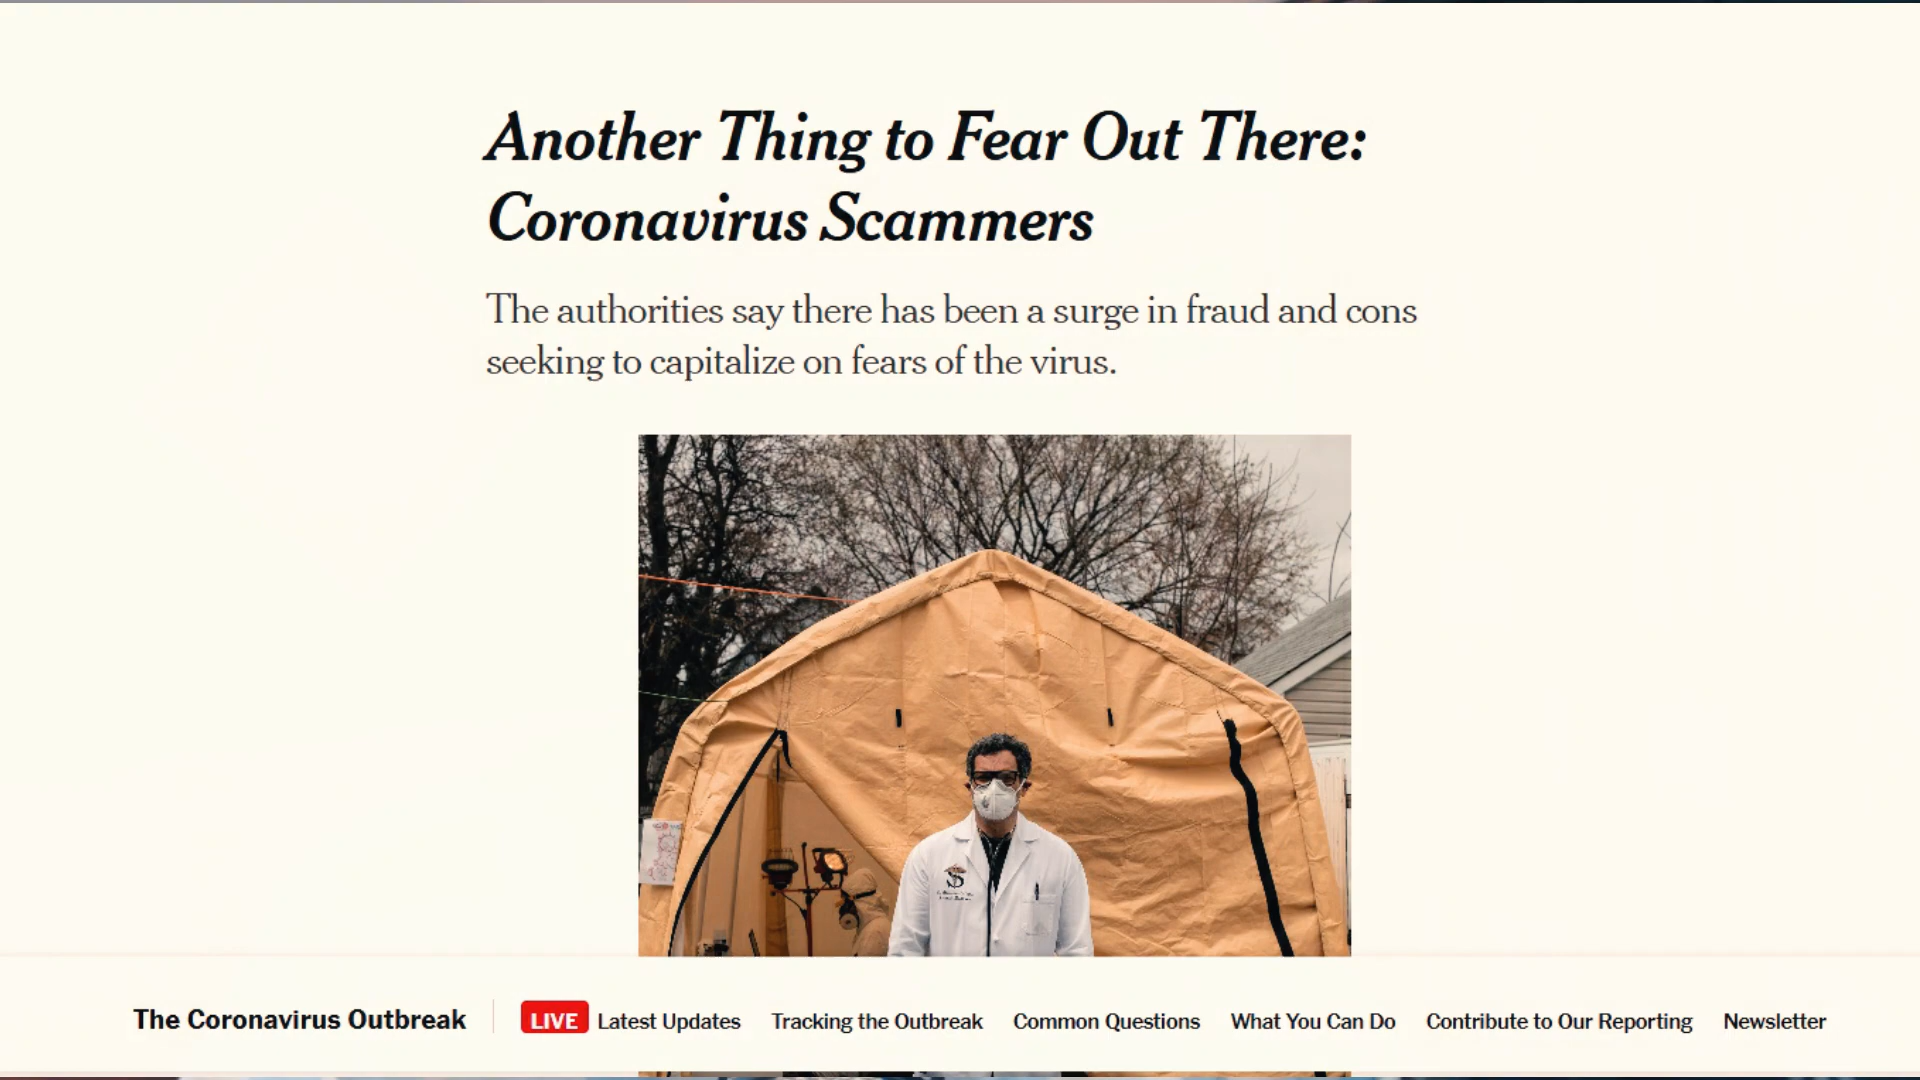 Another Thing to Fear Out There:
Coronavirus Scammers
The authorities say there has been a surge in fraud and cons
seeking to capitalize on fears of the virus.
The Coronavirus Outbreak
LIVE Latest Updates Tracking the Outbreak Common Questions What You Can Do Contribute to Our Reporting Newsletter